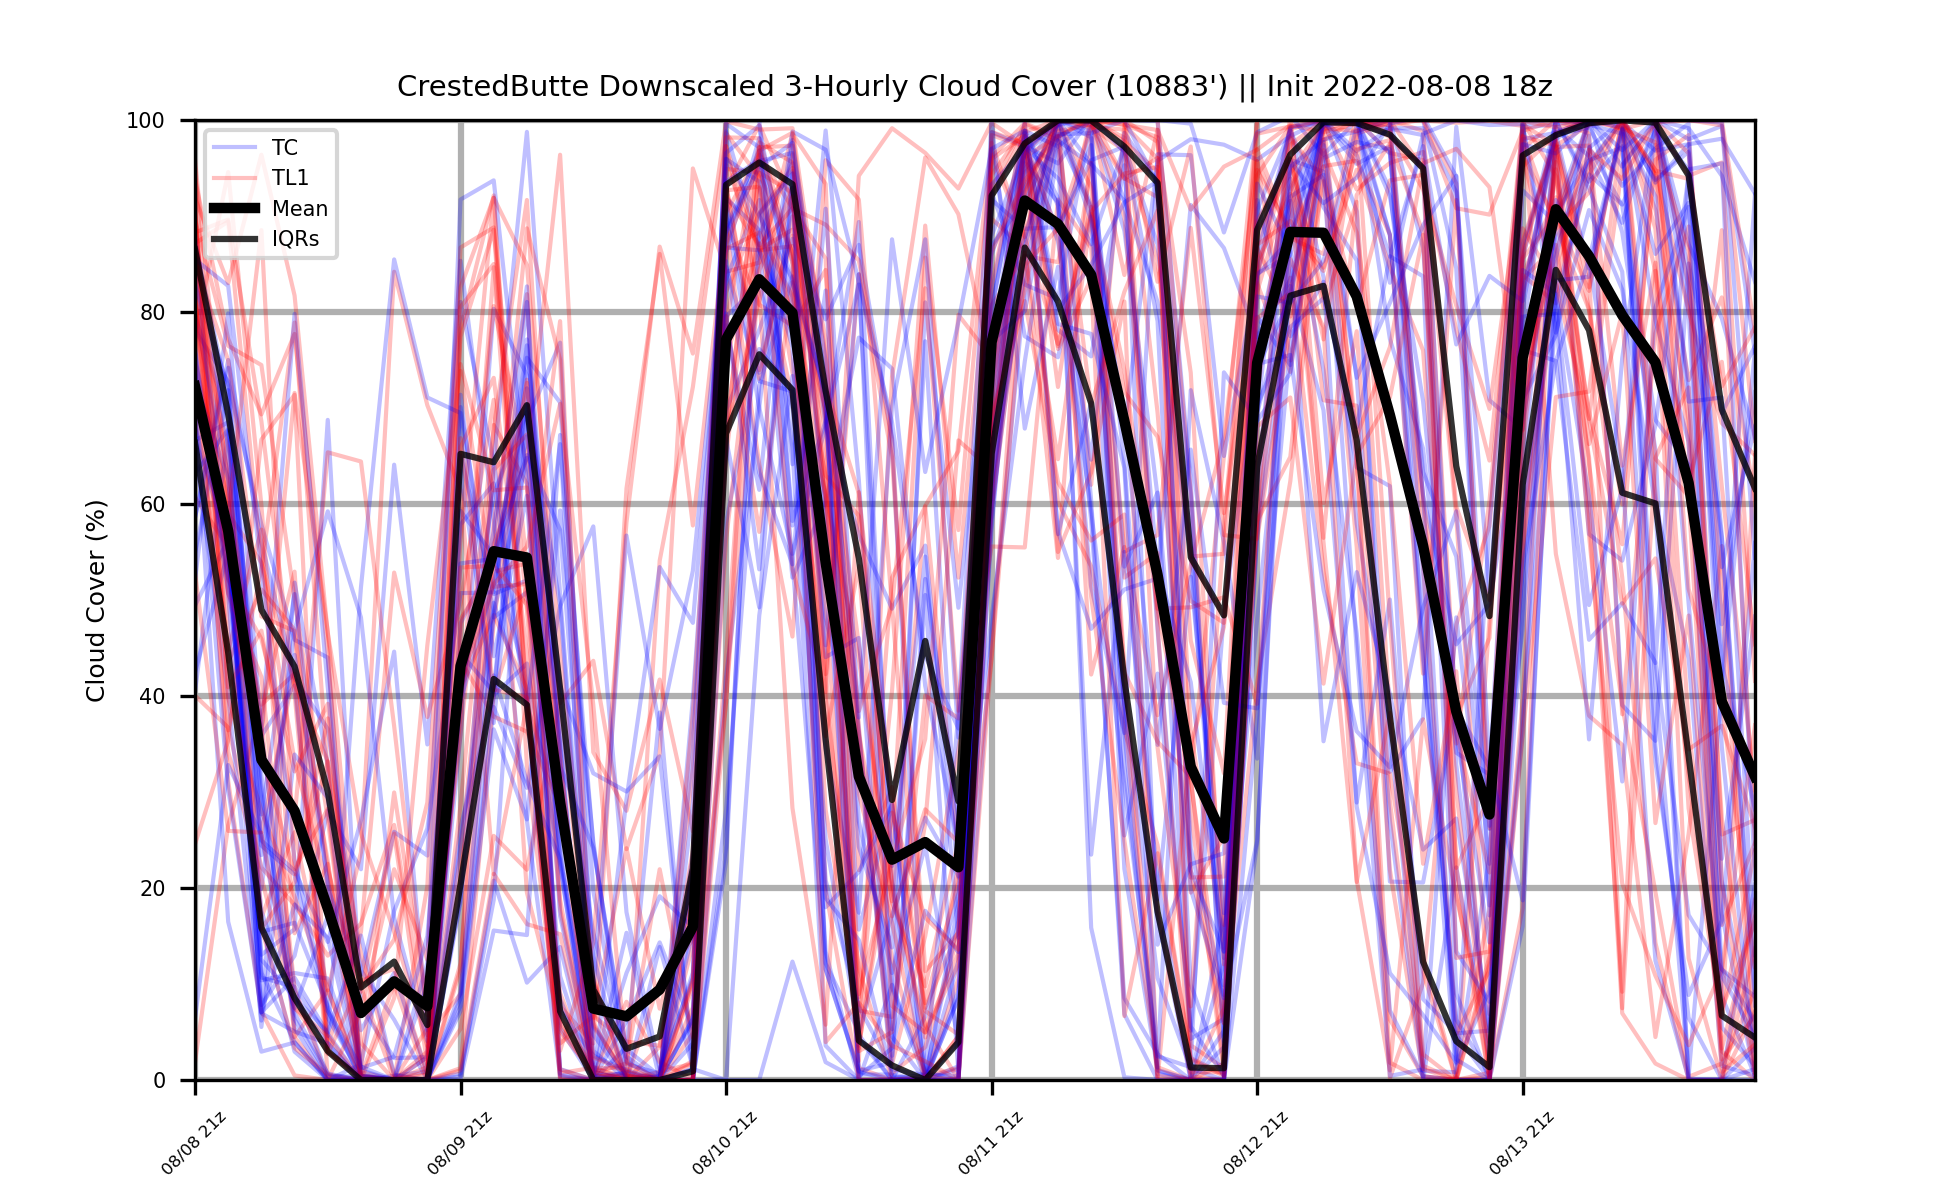 CrestedButte Downscaled 3-Hourly Cloud Cover (10883') || Init 2022-08-08 18z
TC
TL1
Mean
IQRs
Cloud Cover (%)
100
80
60
40
20
0
08/08 21z
08/09 21z
08/10 21z
08/11 21z
08/12 21z
08/13 21z